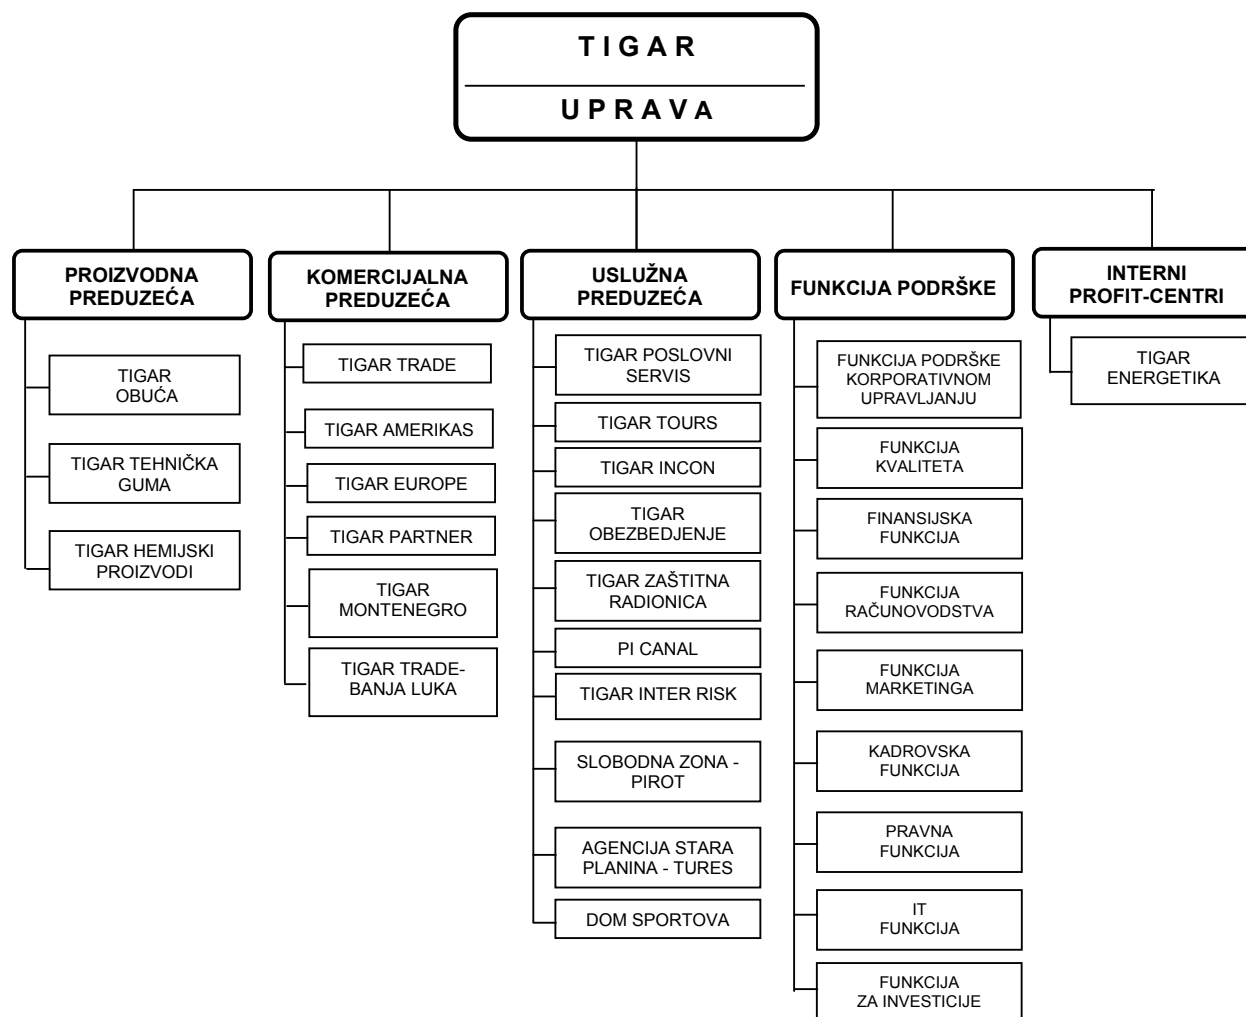 T I G A R
U P R A V A
PROIZVODNA
PREDUZEĆA
TIGAR
OBUĆA
TIGAR TEHNIČKA
GUMA
TIGAR HEMIJSKI
PROIZVODI
KOMERCIJALNA
PREDUZEĆA
TIGAR TRADE
TIGAR AMERIKAS
TIGAR EUROPE
TIGAR PARTNER
TIGAR
MONTENEGRO
TIGAR TRADE-
BANJA LUKA
USLUŽNA
PREDUZEĆA
TIGAR POSLOVNI
SERVIS
TIGAR TOURS
TIGAR INCON
TIGAR
OBEZBEDJENJE
TIGAR ZAŠTITNA
RADIONICA
PI CANAL
TIGAR INTER RISK
SLOBODNA ZONA -
PIROT
AGENCIJA STARA
PLANINA - TURES
DOM SPORTOVA
FUNKCIJA PODRŠKE
FUNKCIJA PODRŠKE
KORPORATIVNOM
UPRAVLJANJU
FUNKCIJA
KVALITETA
FINANSIJSKA
FUNKCIJA
FUNKCIJA
RAČUNOVODSTVA
FUNKCIJA
MARKETINGA
KADROVSKA
FUNKCIJA
PRAVNA
FUNKCIJA
IT
FUNKCIJA
FUNKCIJA
ZA INVESTICIJE
INTERNI
PROFIT-CENTRI
TIGAR
ENERGETIKA